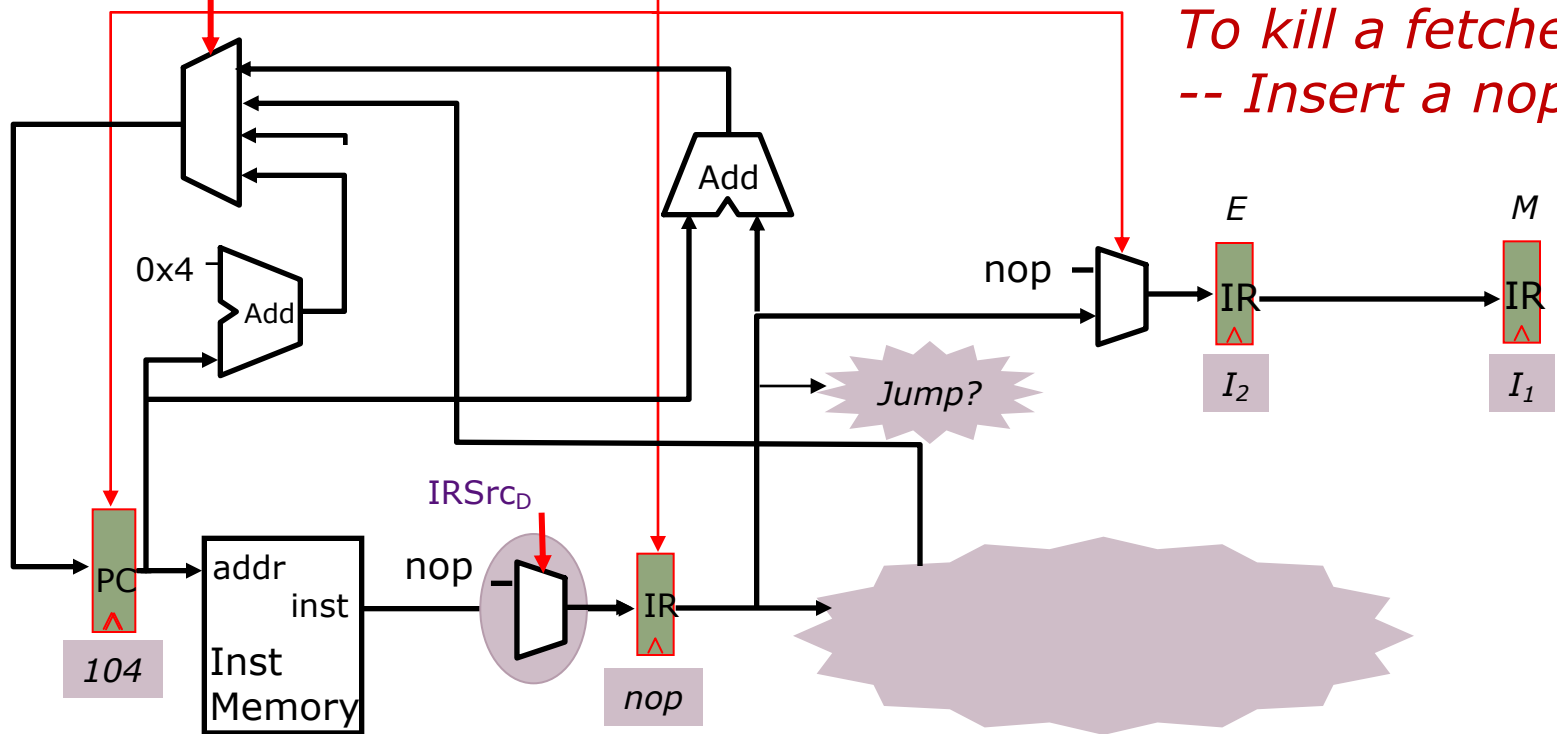 To kill a fetche
-- Insert a nop
Add
E
M
0x4
Add
nop
IR
IR
Jump?
I2
I1
IRSrcD
PC
addr
inst
Inst
Memory
nop
IR
104
nop